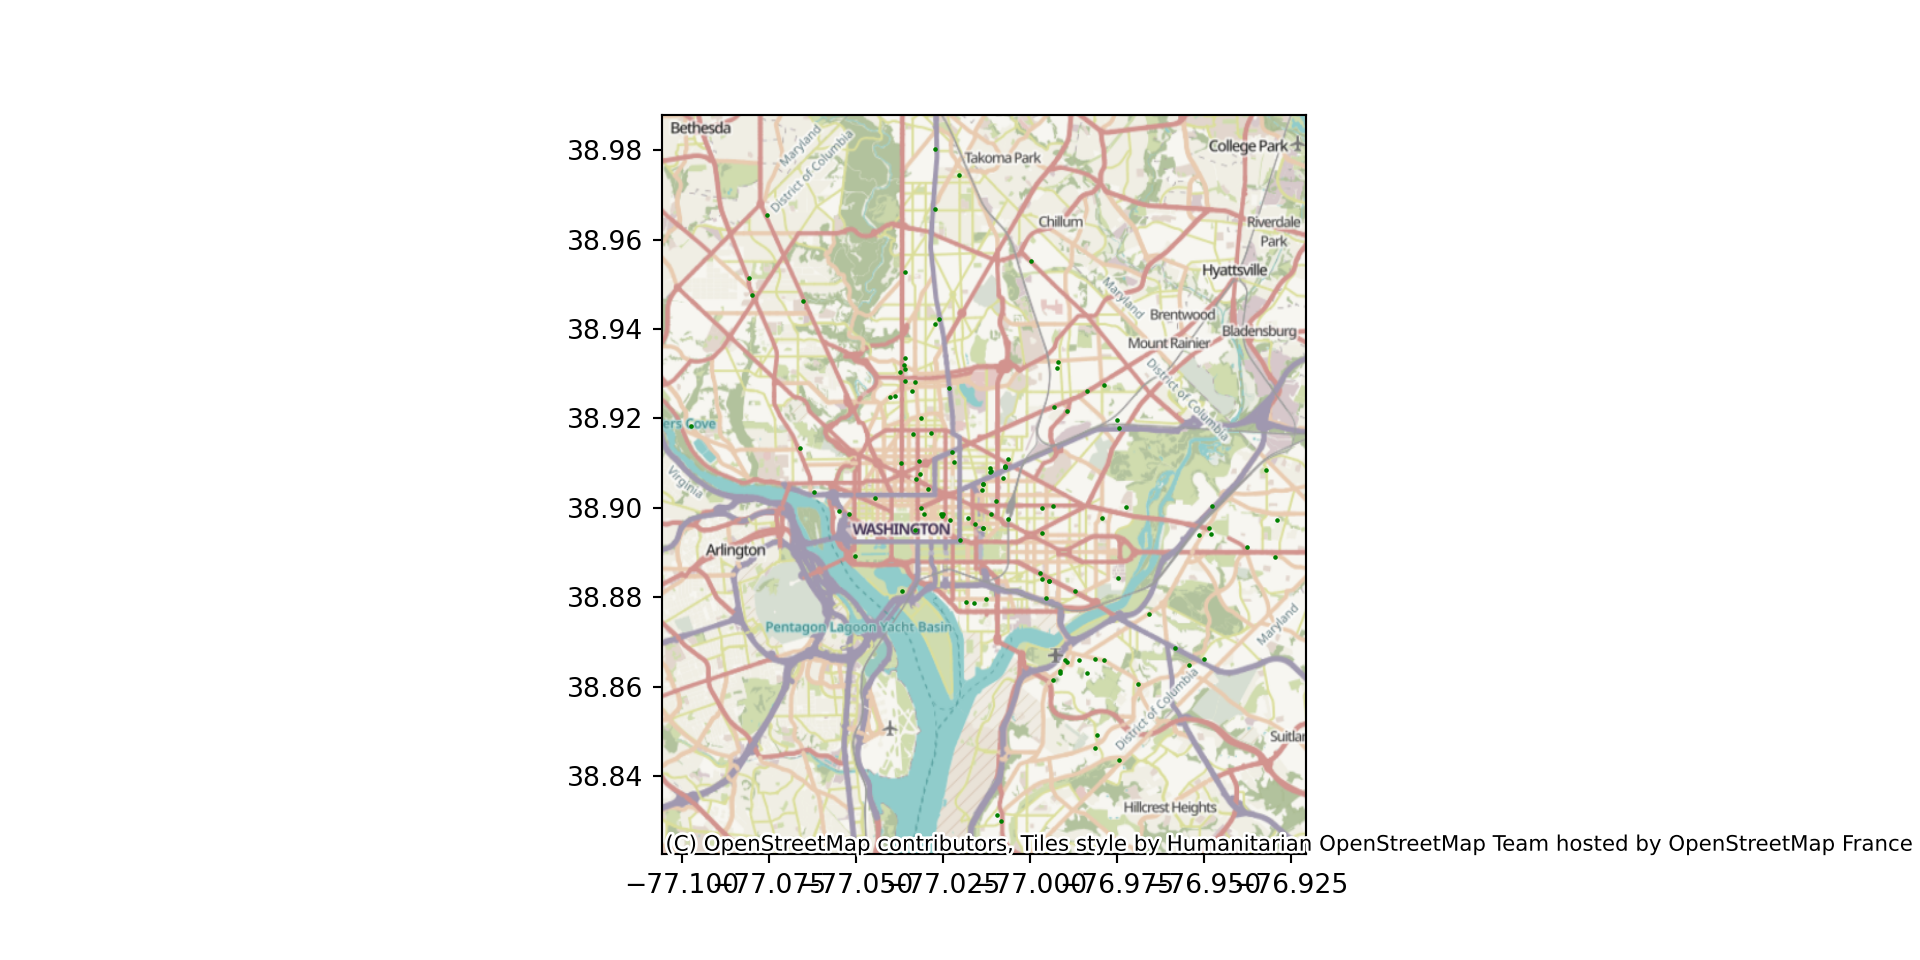 Bethesda
Maryland
District of Columbia
Takoma Park
College Park
Chillum
Riverdale
Park
Hyattsville
Maryland
Brentwood
Bladensburg
Mount Rainier
District of Columbia
ers Cove
Virginia
WASHINGTON
Arlington
Pentagon Lagoon Yacht Basin
Maryland
District of Columbia
Suitlan
Hillcrest Heights
38.98
38.96
38.94
38.92
38.90
38.88
38.86
38.84
(C) OpenStreetMap contributors, Tiles style by Humanitarian OpenStreetMap Team hosted by OpenStreetMap France
−77.100 −77.075 −77.050 −77.025 −77.000 −76.975 −76.950 −76.925